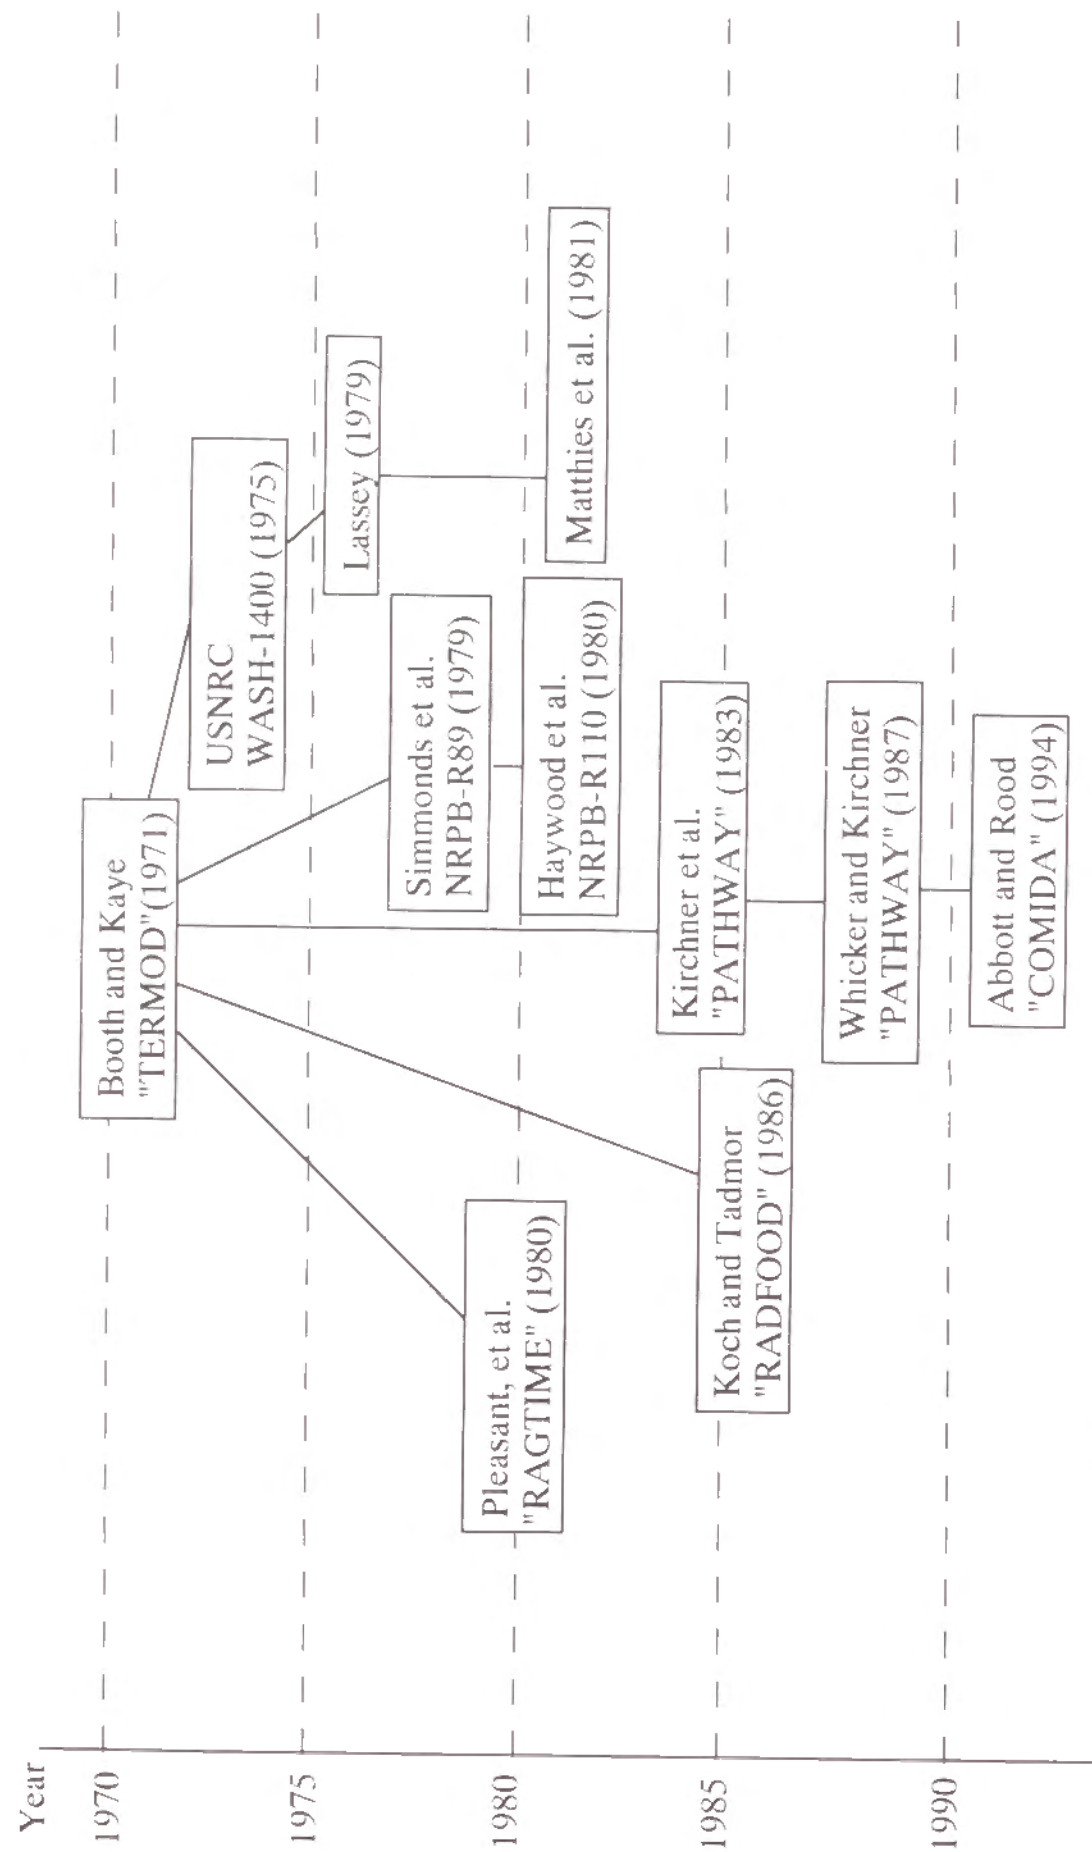 Year
1970
1975
1980
1985
1990
Booth and Kaye
"TERMOD"(1971)
USNRC
WASH-1400 (1975)
Lassey (1979)
Simmonds et al.
NRPB-R89 (1979)
Matthies et al. (1981)
Haywood et al.
NRPB-R110 (1980)
Pleasant, et al.
"RAGTIME" (1980)
Kirchner et al.
"PATHWAY" (1983)
Koch and Tadmor
"RADFOOD" (1986)
Whicker and Kirchner
"PATHWAY" (1987)
Abbott and Rood
"COMIDA" (1994)